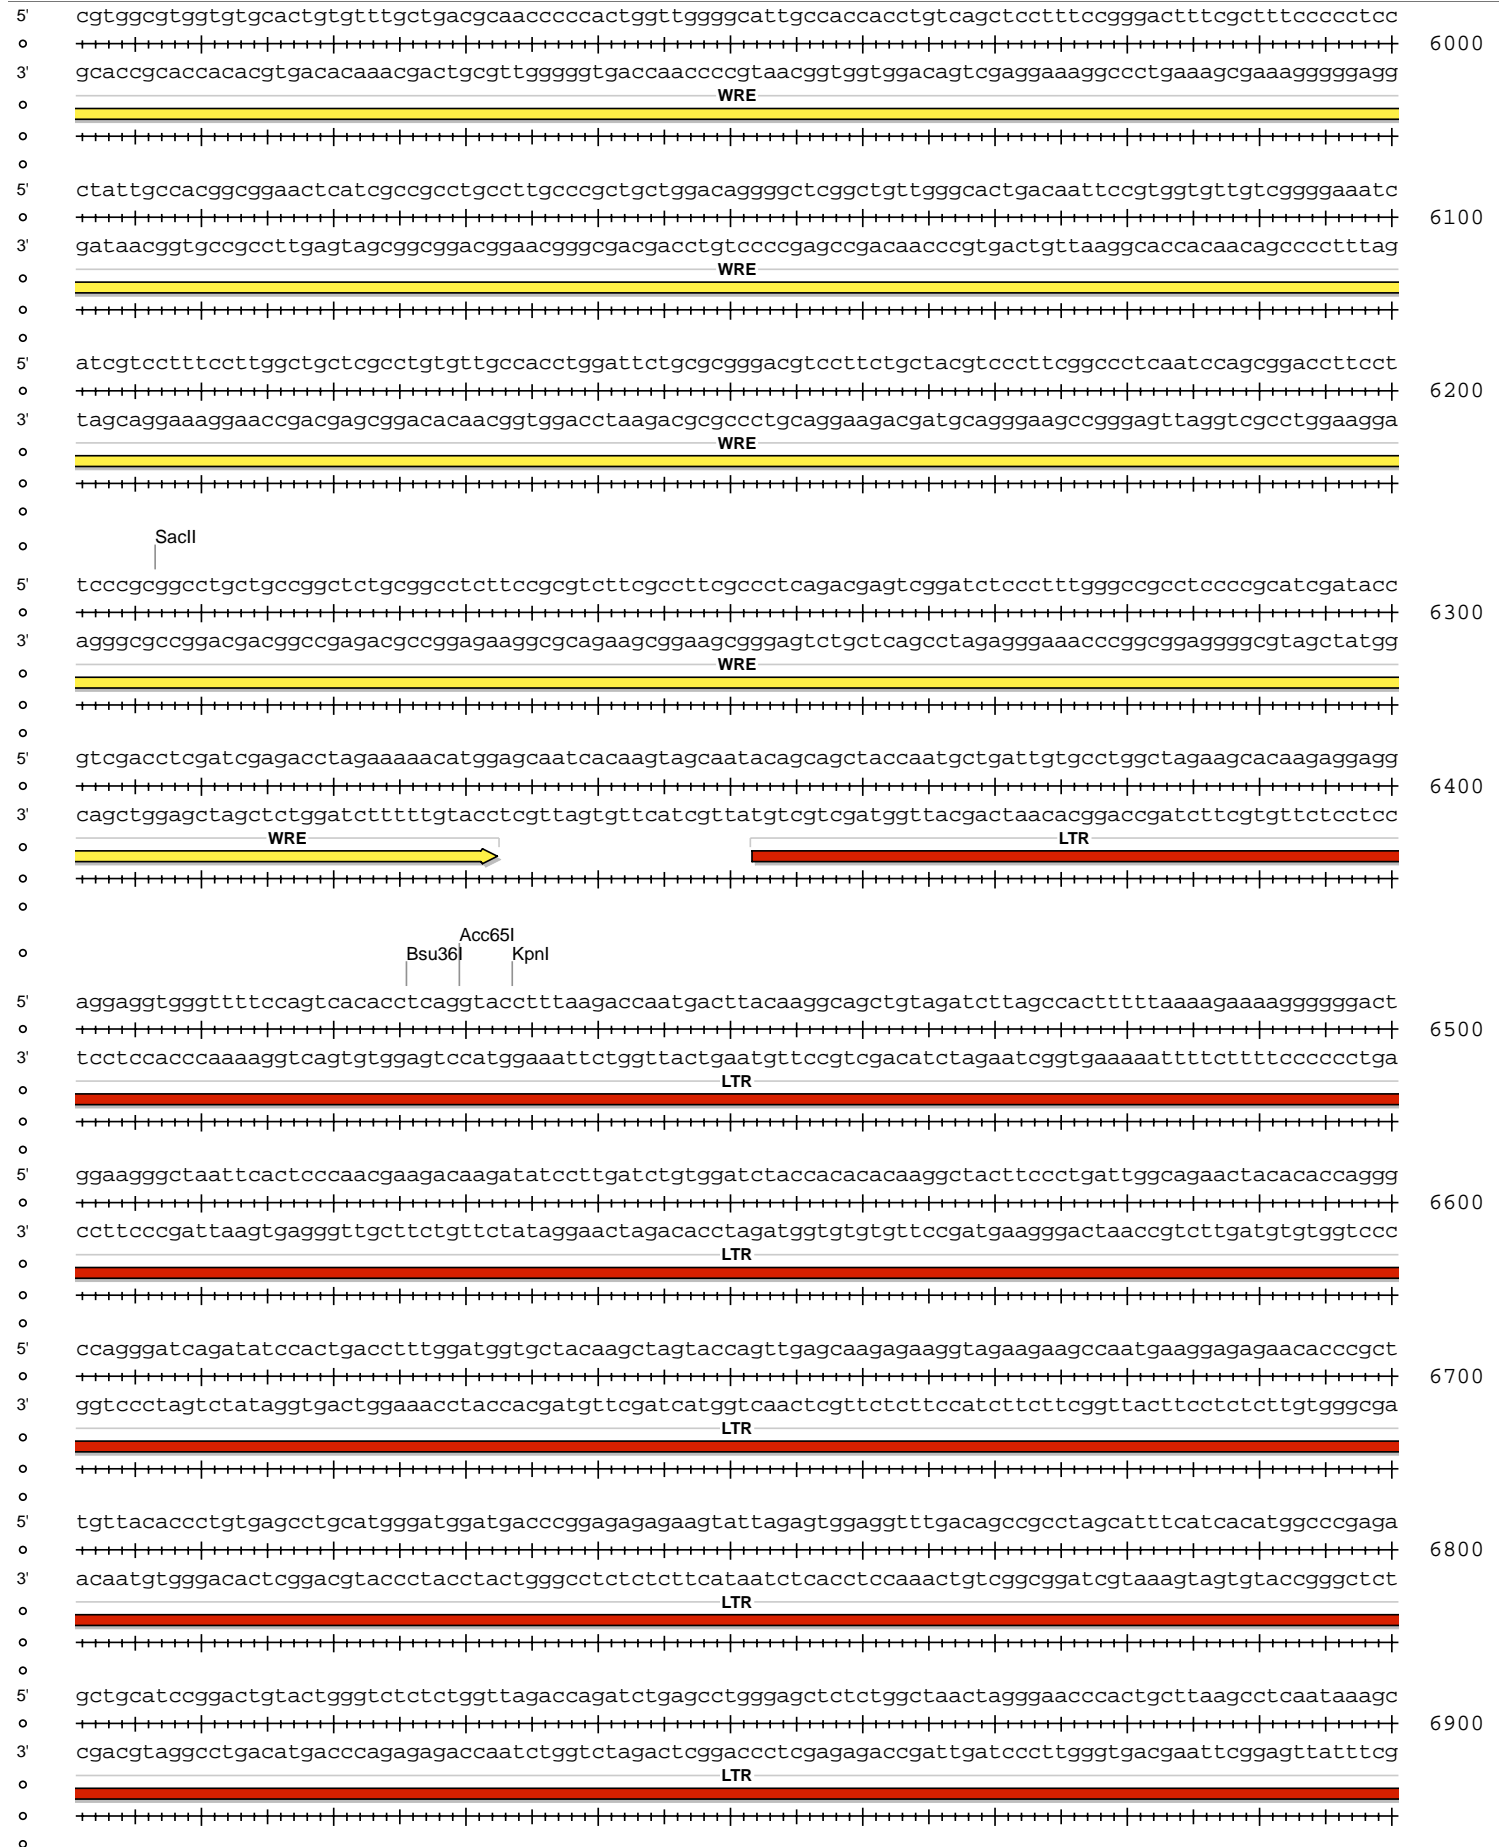 5' cgtggcgtggtgtgcactgtgtttgctgacgcaacccccactggttggggcattgccaccacctgtcagctcctttccgggactttcgctttccccctcc
6000
3' gcaccgcaccacacgtgacacaaacgactgcgttgggggtgaccaaccccgtaacggtggtggacagtcgaggaaaggccctgaaagcgaaagggggagg
WRE
5' ctattgccacggcggaactcatcgccgcctgccttgcccgctgctggacaggggctcggctgttgggcactgacaattccgtggtgttgtcggggaaatc
6100
3' gataacggtgccgccttgagtagcggcggacggaacgggcgacgacctgtccccgagccgacaacccgtgactgttaaggcaccacaacagcccctttag
WRE
5' atcgtcctttccttggctgctcgcctgtgttgccacctggattctgcgcgggacgtccttctgctacgtcccttcggccctcaatccagcggaccttcct
6200
3' tagcaggaaaggaaccgacgagcggacacaacggtggacctaagacgcgccctgcaggaagacgatgcagggaagccgggagttaggtcgcctggaagga
WRE
SacII
5' tcccgcggcctgctgccggctctgcggcctcttccgcgtcttcgccttcgccctcagacgagtcggatctccctttgggccgcctccccgcatcgatacc
6300
3' agggcgccggacgacggccgagacgccggagaaggcgcagaagcggaagcgggagtctgctcagcctagagggaaacccggcggaggggcgtagctatgg
WRE
5' gtcgacctcgatcgagacctagaaaaacatggagcaatcacaagtagcaatacagcagctaccaatgctgattgtgcctggctagaagcacaagaggagg
6400
3' cagctggagctagctctggatctttttgtacctcgttagtgttcatcgttatgtcgtcgatggttacgactaacacggaccgatcttcgtgttctcctcc
WRE LTR
Acc65I
Bsu36I KpnI
5' aggaggtgggttttccagtcacacctcaggtacctttaagaccaatgacttacaaggcagctgtagatcttagccactttttaaaagaaaaggggggact
6500
3' tcctccacccaaaaggtcagtgtggagtccatggaaattctggttactgaatgttccgtcgacatctagaatcggtgaaaaattttcttttcccccctga
LTR
5' ggaagggctaattcactcccaacgaagacaagatatccttgatctgtggatctaccacacacaaggctacttccctgattggcagaactacacaccaggg
6600
3' ccttcccgattaagtgagggttgcttctgttctataggaactagacacctagatggtgtgtgttccgatgaagggactaaccgtcttgatgtgtggtccc
LTR
5' ccagggatcagatatccactgacctttggatggtgctacaagctagtaccagttgagcaagagaaggtagaagaagccaatgaaggagagaacacccgct
6700
3' ggtccctagtctataggtgactggaaacctaccacgatgttcgatcatggtcaactcgttctcttccatcttcttcggttacttcctctcttgtgggcga
LTR
5' tgttacaccctgtgagcctgcatgggatggatgacccggagagagaagtattagagtggaggtttgacagccgcctagcatttcatcacatggcccgaga
6800
3' acaatgtgggacactcggacgtaccctacctactgggcctctctcttcataatctcacctccaaactgtcggcggatcgtaaagtagtgtaccgggctct
LTR
5' gctgcatccggactgtactgggtctctctggttagaccagatctgagcctgggagctctctggctaactagggaacccactgcttaagcctcaataaagc
6900
3' cgacgtaggcctgacatgacccagagagaccaatctggtctagactcggaccctcgagagaccgattgatcccttgggtgacgaattcggagttatttcg
LTR